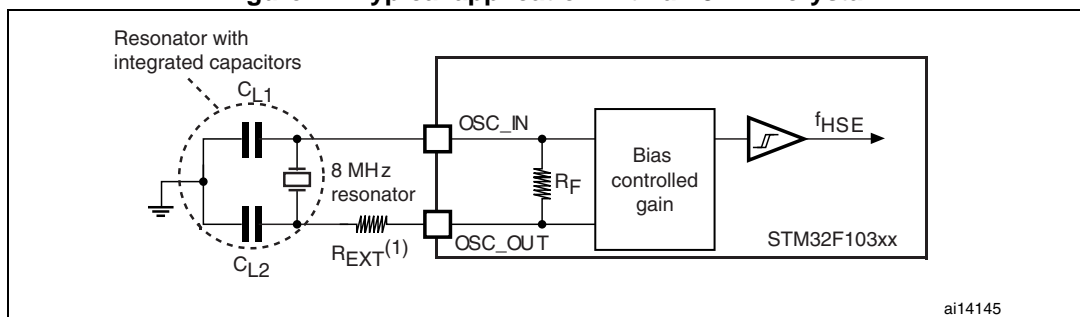 Resonator with
integrated capacitors
CL1
OSC_IN
fHSE
8 MHz
resonator
RF
Bias
controlled
gain
STM32F103xx
REXT(1)
OSC_OUT
CL2
ai14145